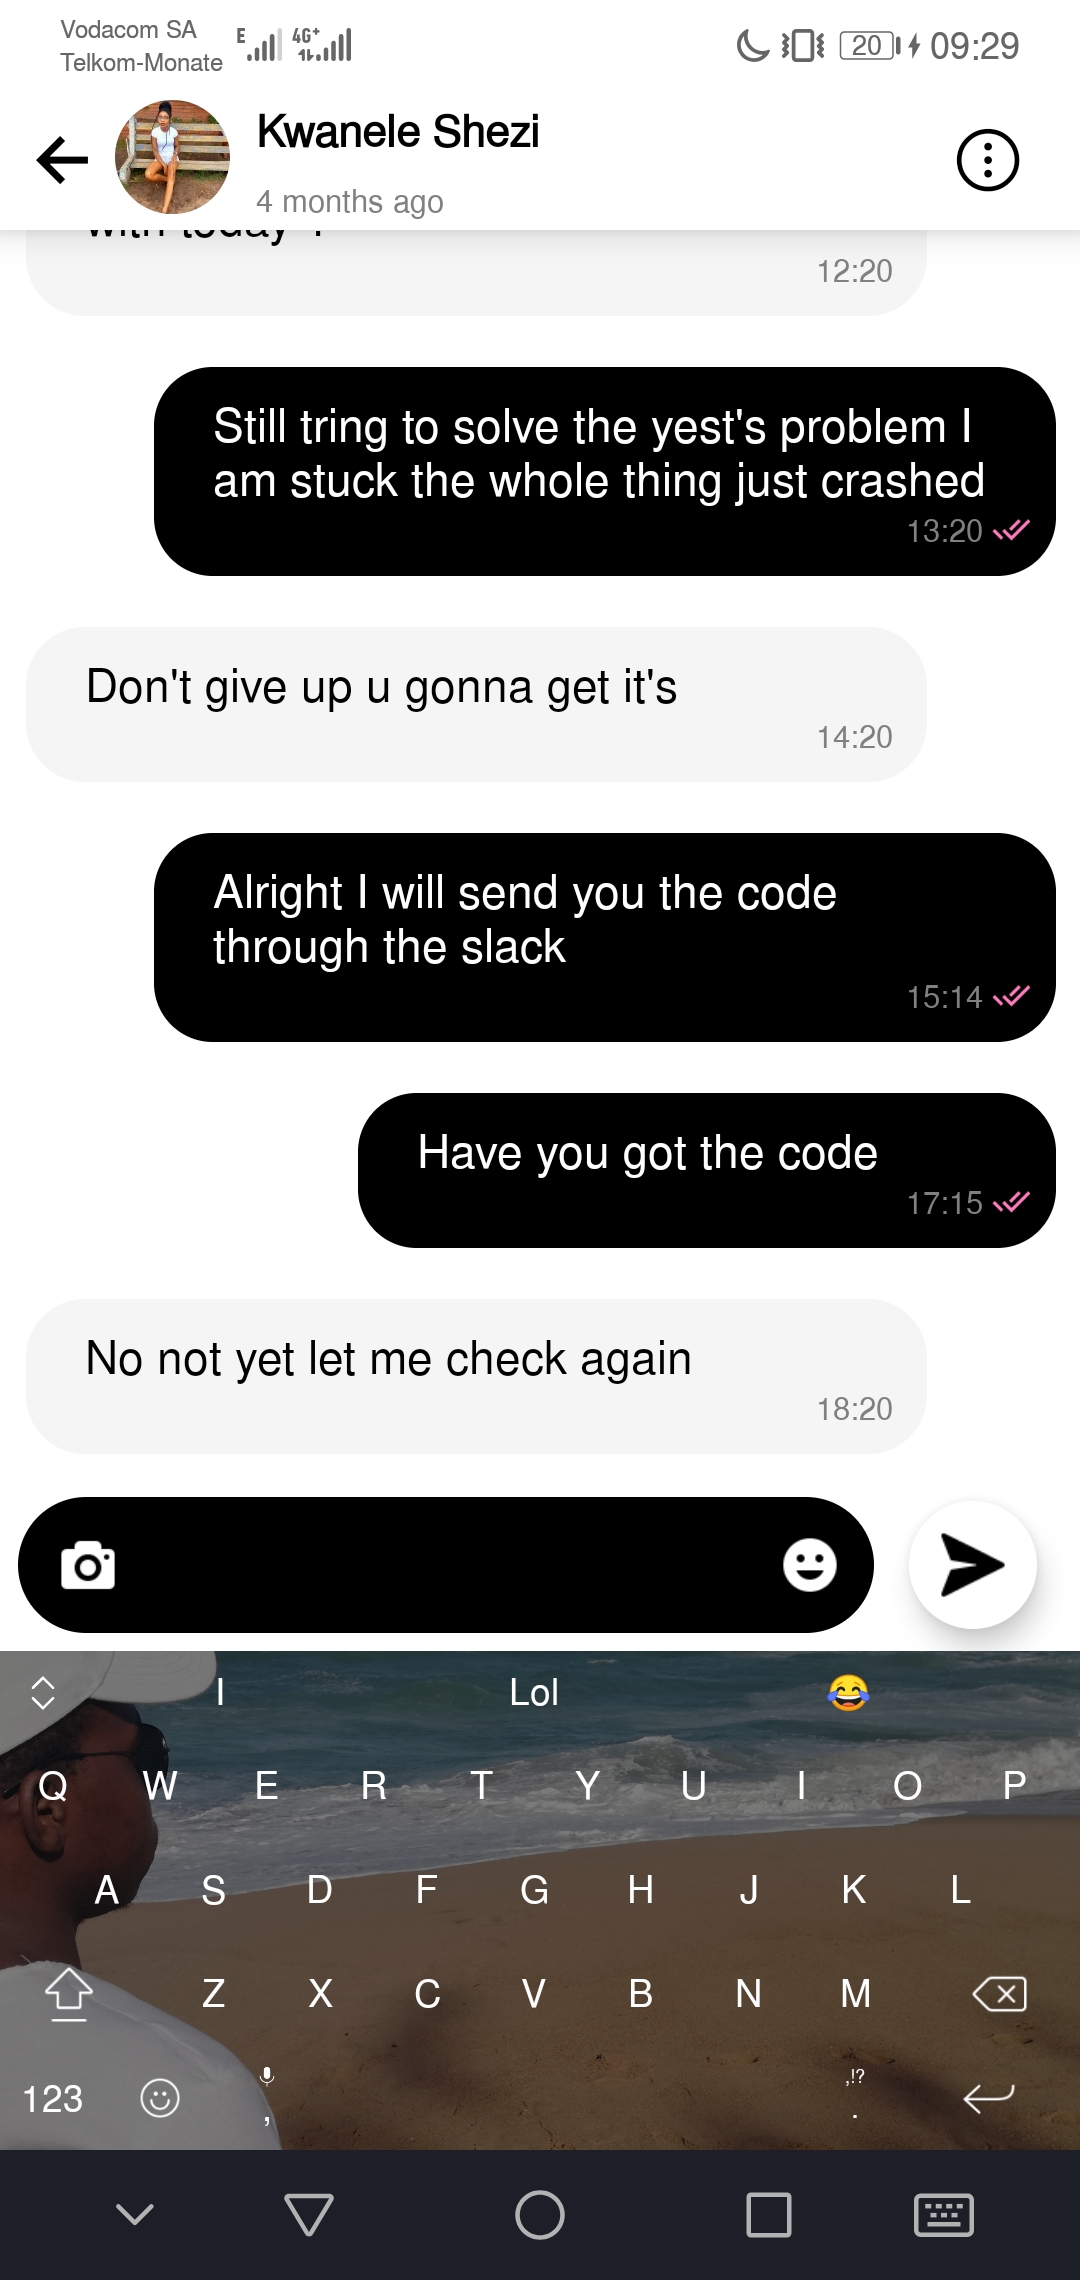 Vodacom SA
Telkom-Monate
E
4G+
20
09:29
Kwanele Shezi
4 months ago
with today ?
12:20
Still tring to solve the yest's problem I
am stuck the whole thing just crashed
13:20
Don't give up u gonna get it's
14:20
Alright I will send you the code
through the slack
15:14
Have you got the code
17:15
No not yet let me check again
18:20
I Lol 😂
Q W E R T Y U I O P
A S D F G H J K L
Z X C V B N M
,!?
123 , .